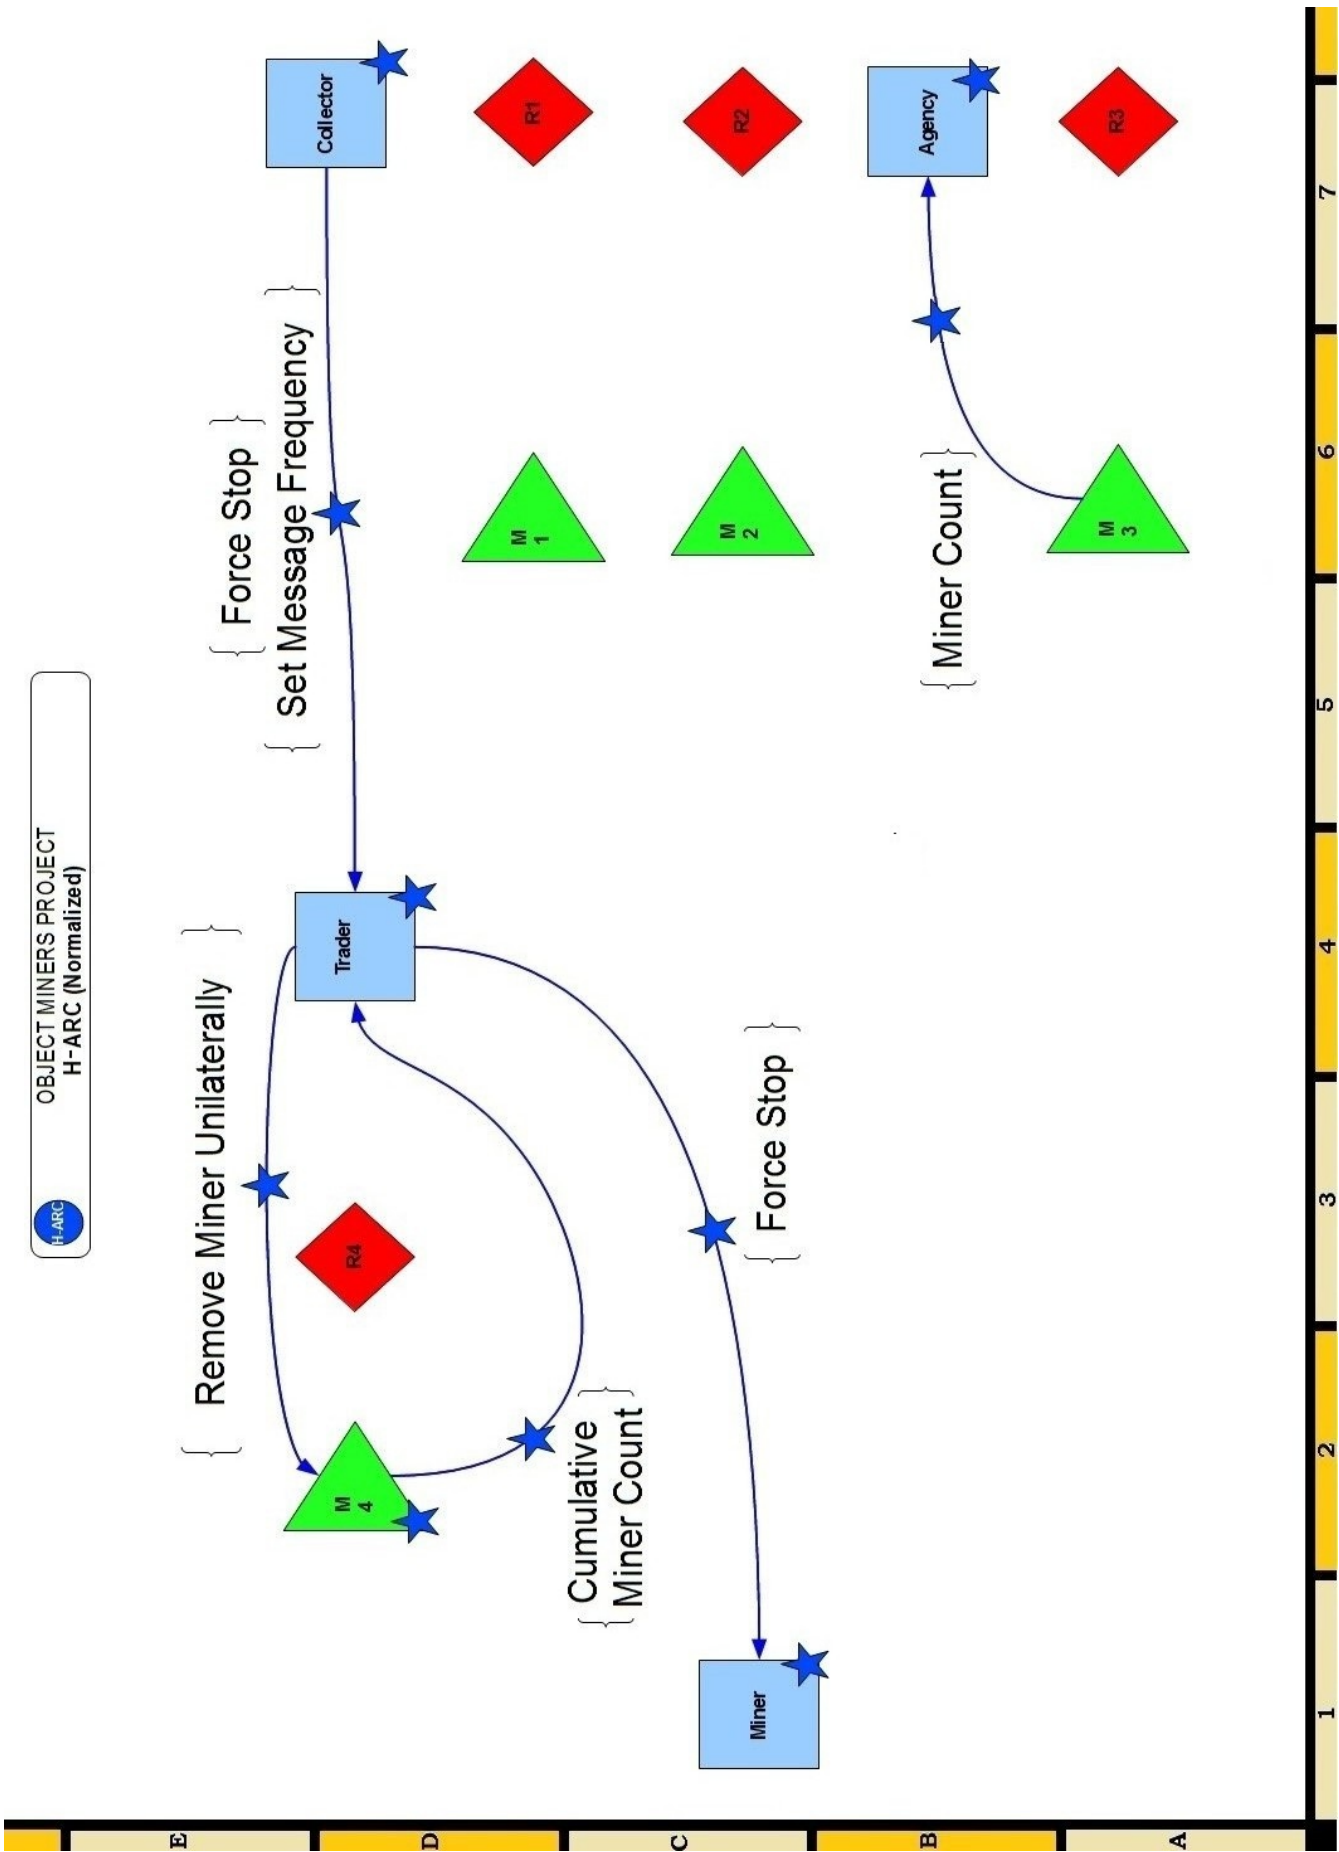 OBJECT MINERS PROJECT
H-ARC (Normalized)
H-ARC
Remove Miner Unilaterally
{Force Stop}
{Set Message Frequency}
Collector
Trader
R4
M
4
M
1
R1
{Cumulative
Miner Count}
{Force Stop}
M
2
R2
Miner
{Miner Count}
Agency
M
3
R3
E
D
C
B
A
1
2
3
4
5
6
7